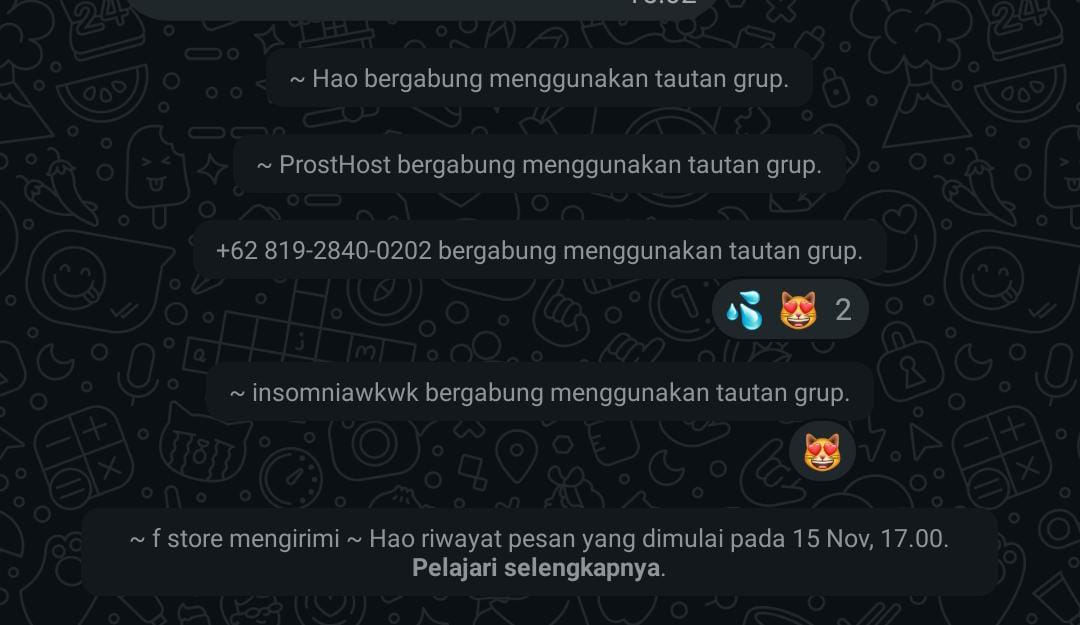 ~ Hao bergabung menggunakan tautan grup.
~ ProstHost bergabung menggunakan tautan grup.
+62 819-2840-0202 bergabung menggunakan tautan grup.
💦 😻 2
~ insomniawkwk bergabung menggunakan tautan grup.
😻
~ f store mengirimi ~ Hao riwayat pesan yang dimulai pada 15 Nov, 17.00.
Pelajari selengkapnya.